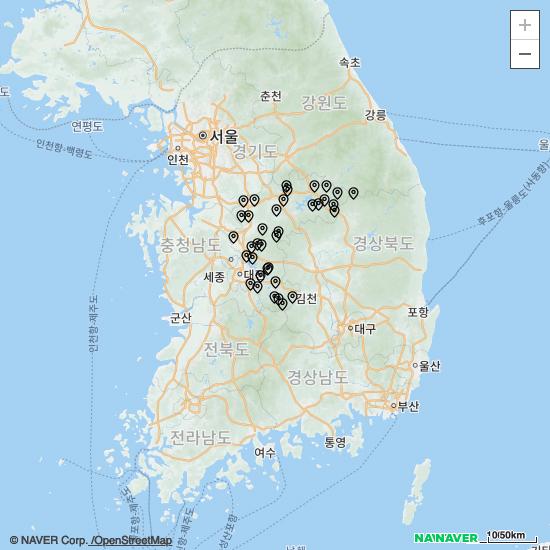 +
−
속초
춘천
강원도
강릉
도
연평도
서울
인천항-백령도
인천
경기도
울
후포항-울릉도(사동항)
충청남도
경상북도
세종
대전
김천
인천항-제주도
군산
포항
대구
전북도
울산
경상남도
부산
전라남도
여수
통영
© NAVER Corp. /OpenStreetMap
NA!NAVER
10/50km